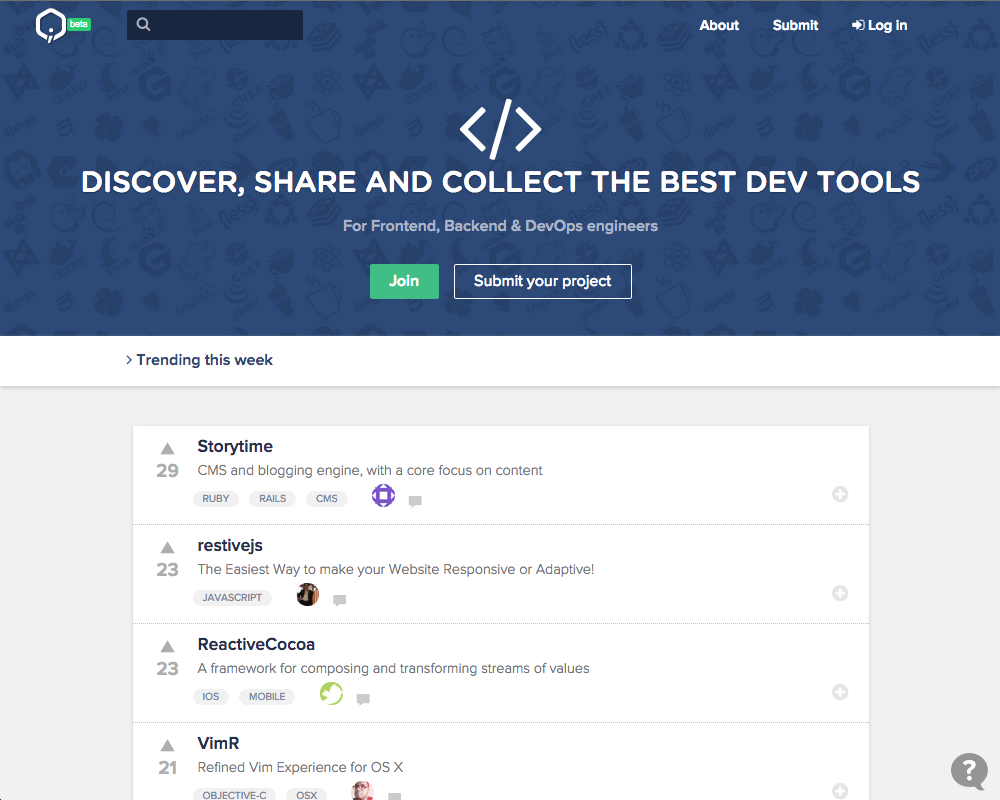 beta
About Submit Log in
</>
DISCOVER, SHARE AND COLLECT THE BEST DEV TOOLS
For Frontend, Backend & DevOps engineers
Join Submit your project
> Trending this week
Storytime
29 CMS and blogging engine, with a core focus on content
RUBY RAILS CMS
restivejs
23 The Easiest Way to make your Website Responsive or Adaptive!
JAVASCRIPT
ReactiveCocoa
23 A framework for composing and transforming streams of values
IOS MOBILE
VimR
21 Refined Vim Experience for OS X
OBJECTIVE-C OSX
?